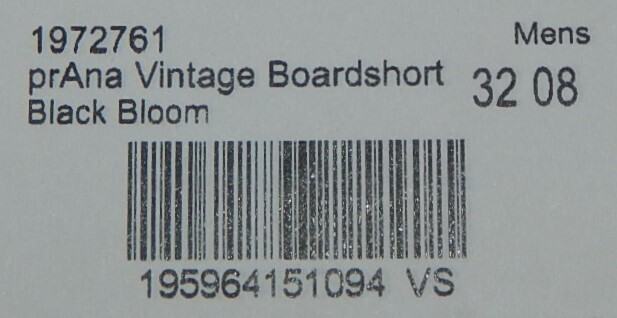 1972761 Mens
prAna Vintage Boardshort 32 08
Black Bloom
195964151094 VS